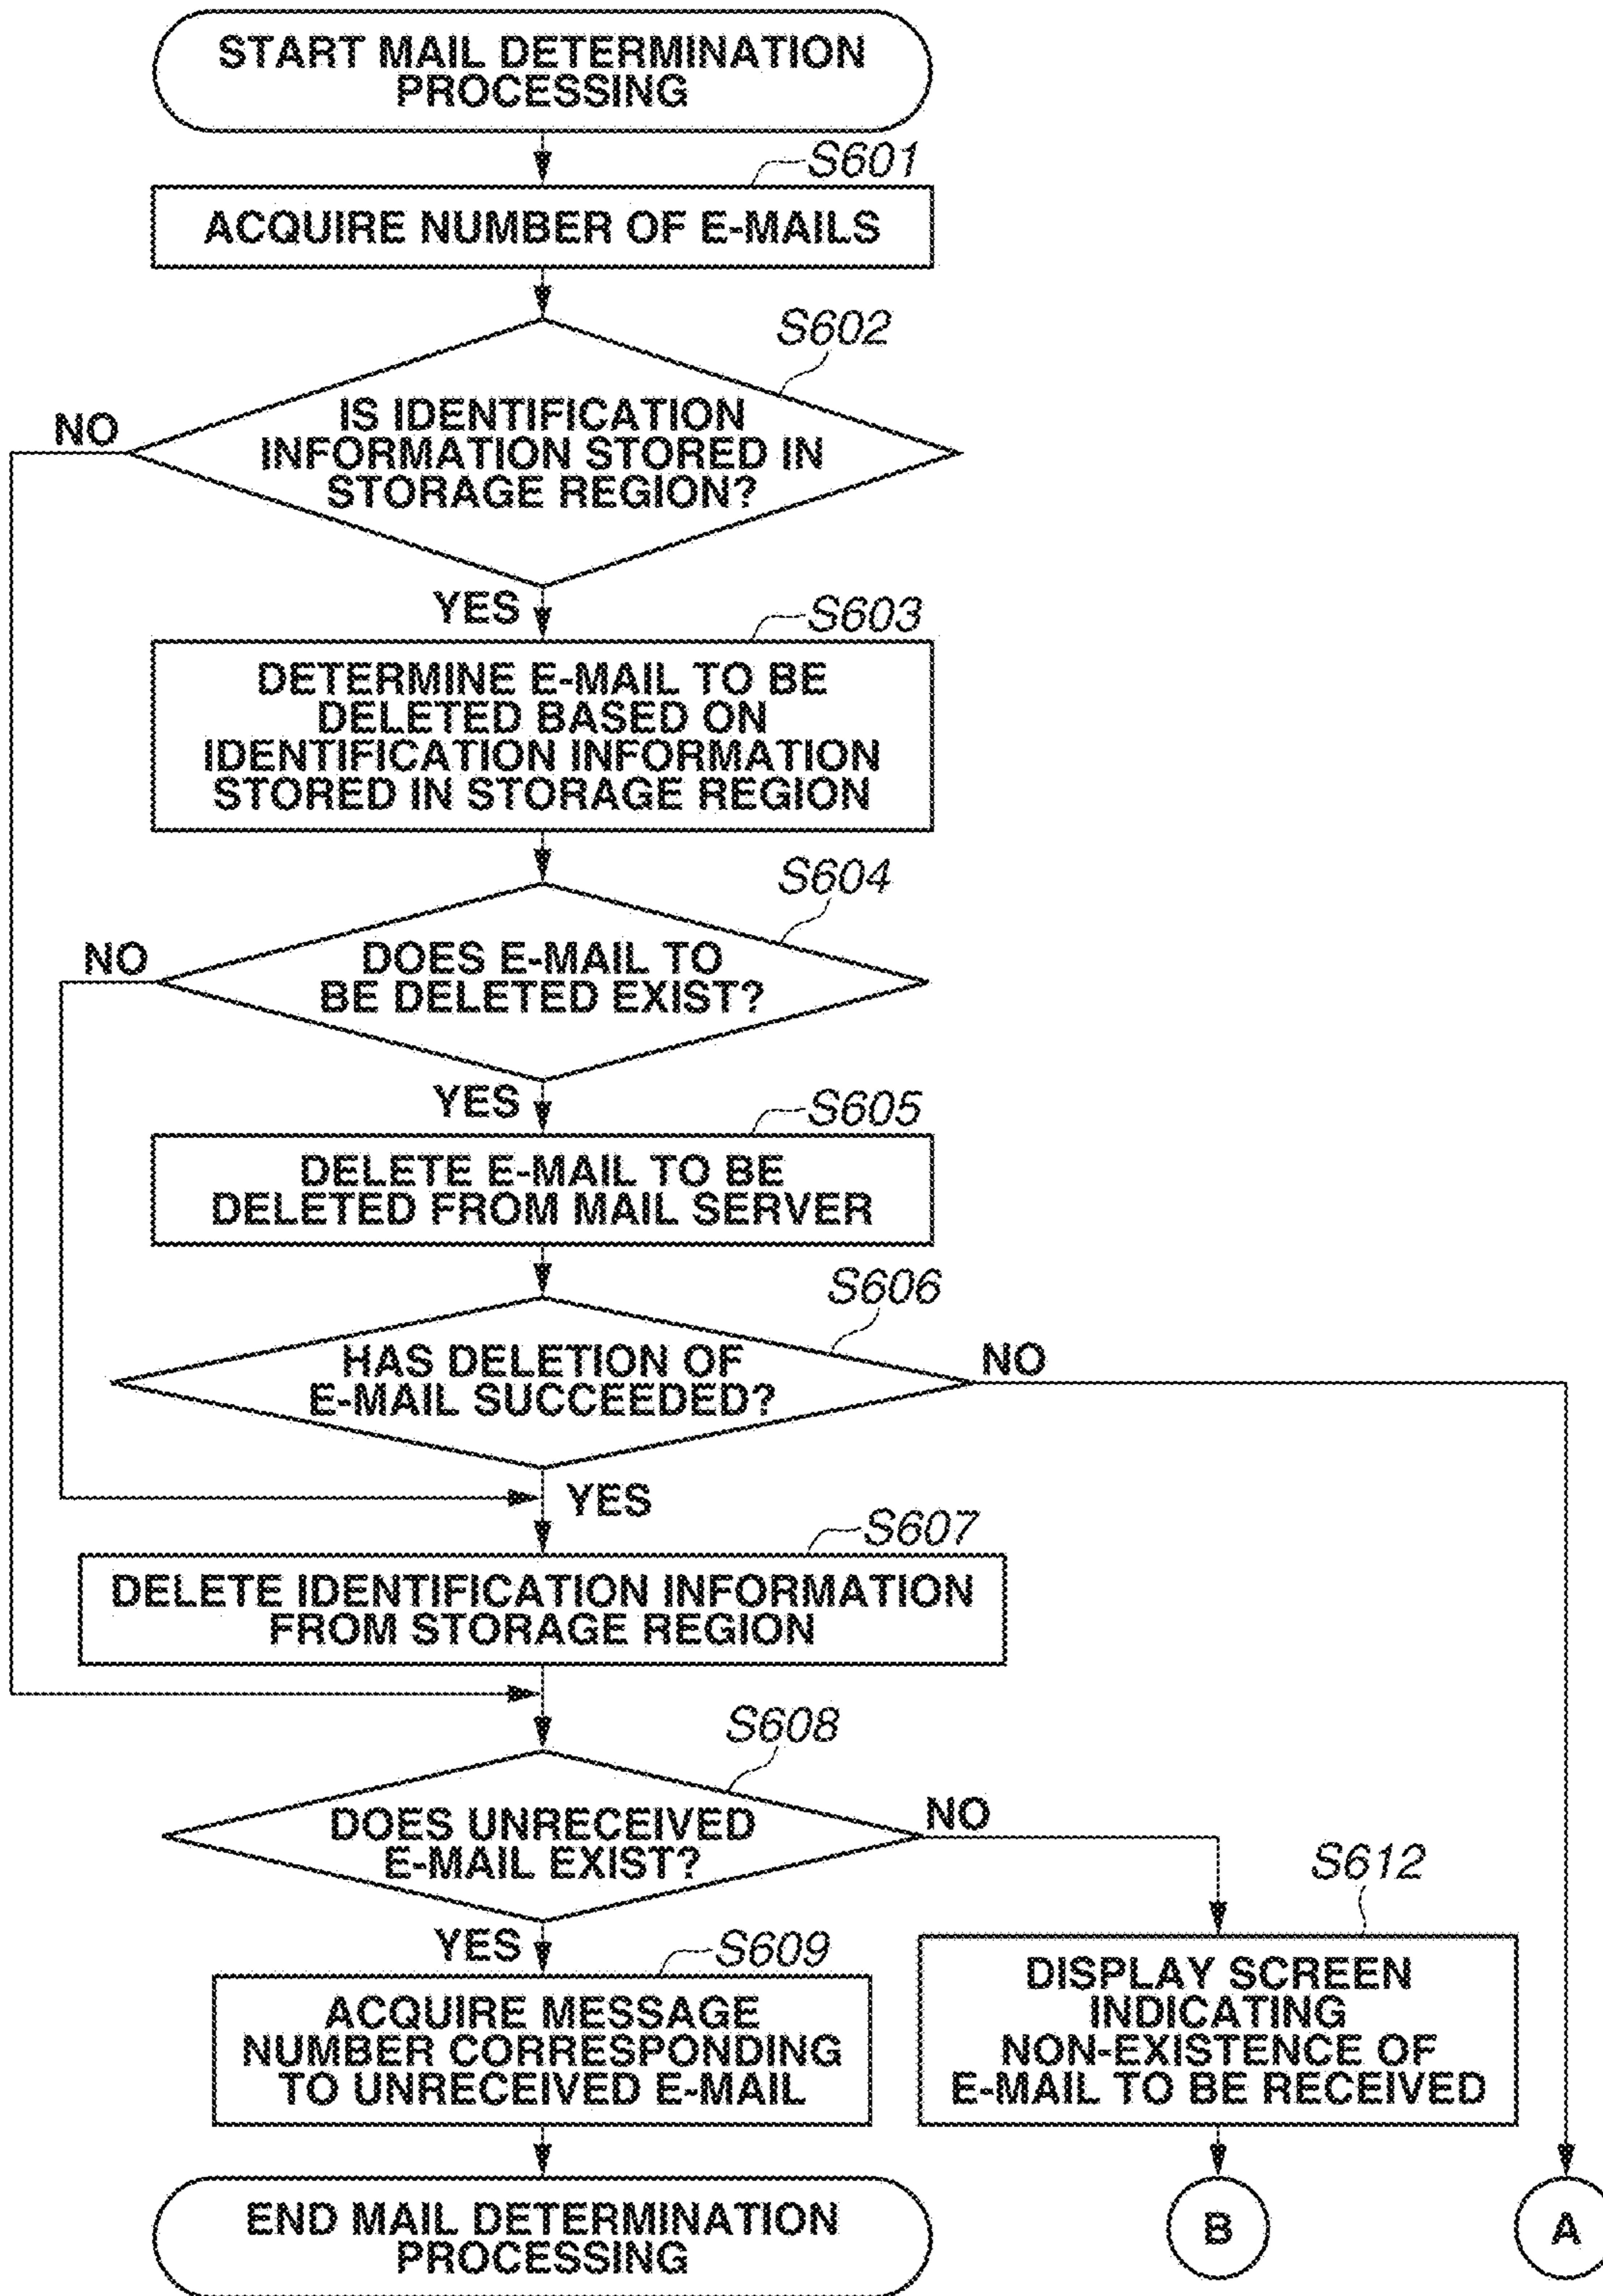 START MAIL DETERMINATION
PROCESSING
S601
ACQUIRE NUMBER OF E-MAILS
S602
IS IDENTIFICATION
INFORMATION STORED IN
STORAGE REGION?
NO
YES
S603
DETERMINE E-MAIL TO BE
DELETED BASED ON
IDENTIFICATION INFORMATION
STORED IN STORAGE REGION
S604
DOES E-MAIL TO
BE DELETED EXIST?
NO
YES
S605
DELETE E-MAIL TO BE
DELETED FROM MAIL SERVER
S606
HAS DELETION OF
E-MAIL SUCCEEDED?
NO
YES
S607
DELETE IDENTIFICATION INFORMATION
FROM STORAGE REGION
S608
DOES UNRECEIVED
E-MAIL EXIST?
NO
YES
S609
ACQUIRE MESSAGE
NUMBER CORRESPONDING
TO UNRECEIVED E-MAIL
S612
DISPLAY SCREEN
INDICATING
NON-EXISTENCE OF
E-MAIL TO BE RECEIVED
END MAIL DETERMINATION
PROCESSING
B
A